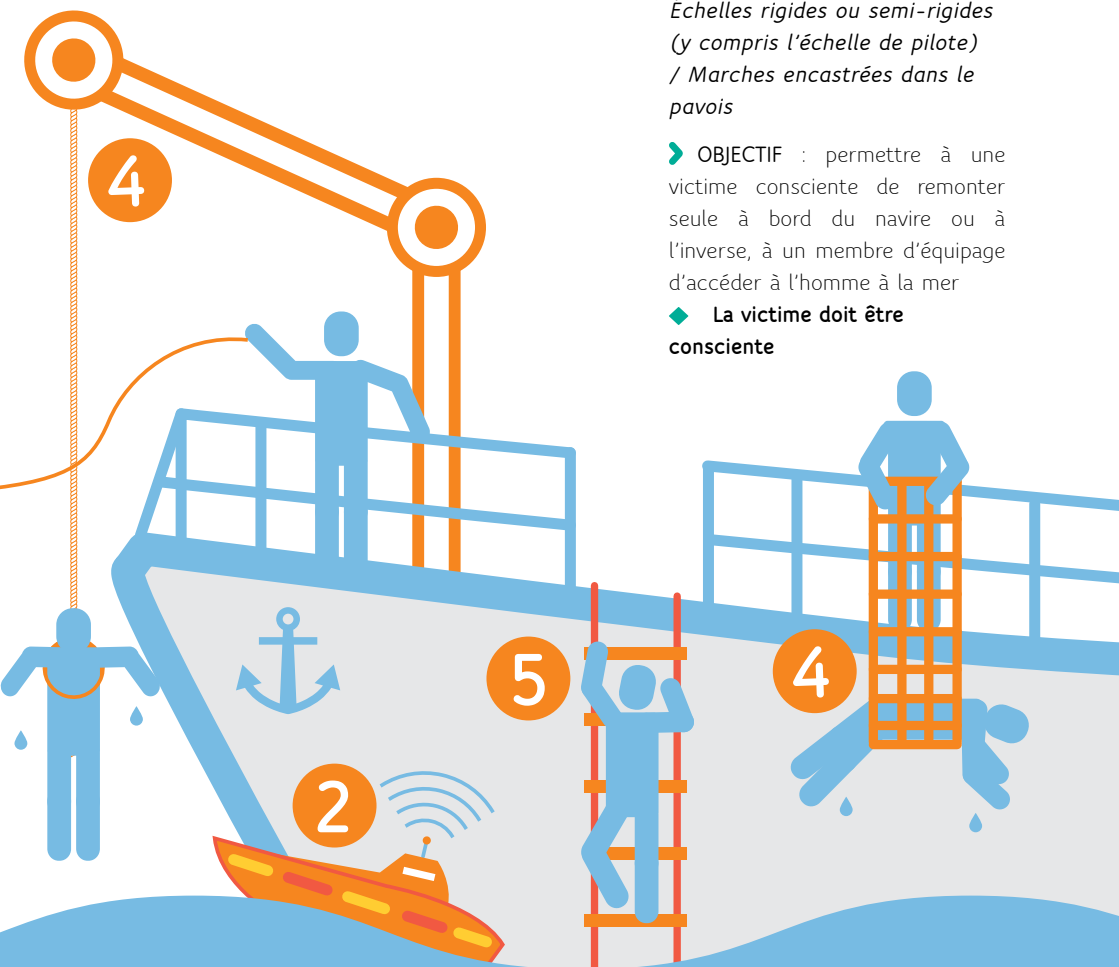 Echelles rigides ou semi-rigides
(y compris l'échelle de pilote)
/ Marches encastrées dans le
pavois
OBJECTIF : permettre à une
victime consciente de remonter
seule à bord du navire ou à
l'inverse, à un membre d'équipage
d'accéder à l'homme à la mer
La victime doit être
consciente
4
5
4
2